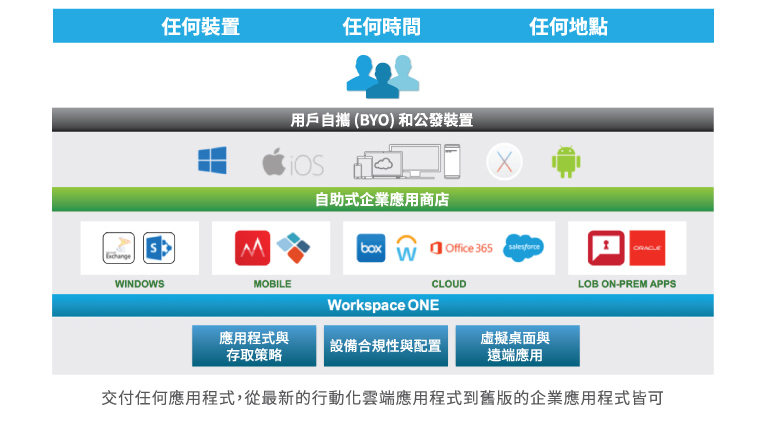 任何裝置 任何時間 任何地點
用戶自攜 (BYO) 和公發裝置
iOS
X
自助式企業應用商店
Exchange S box W Office 365 salesforce ORACLE
WINDOWS MOBILE CLOUD LOB ON-PREM APPS
Workspace ONE
應用程式與
存取策略
設備合規性與配置
虛擬桌面與
遠端應用
交付任何應用程式，從最新的行動化雲端應用程式到舊版的企業應用程式皆可